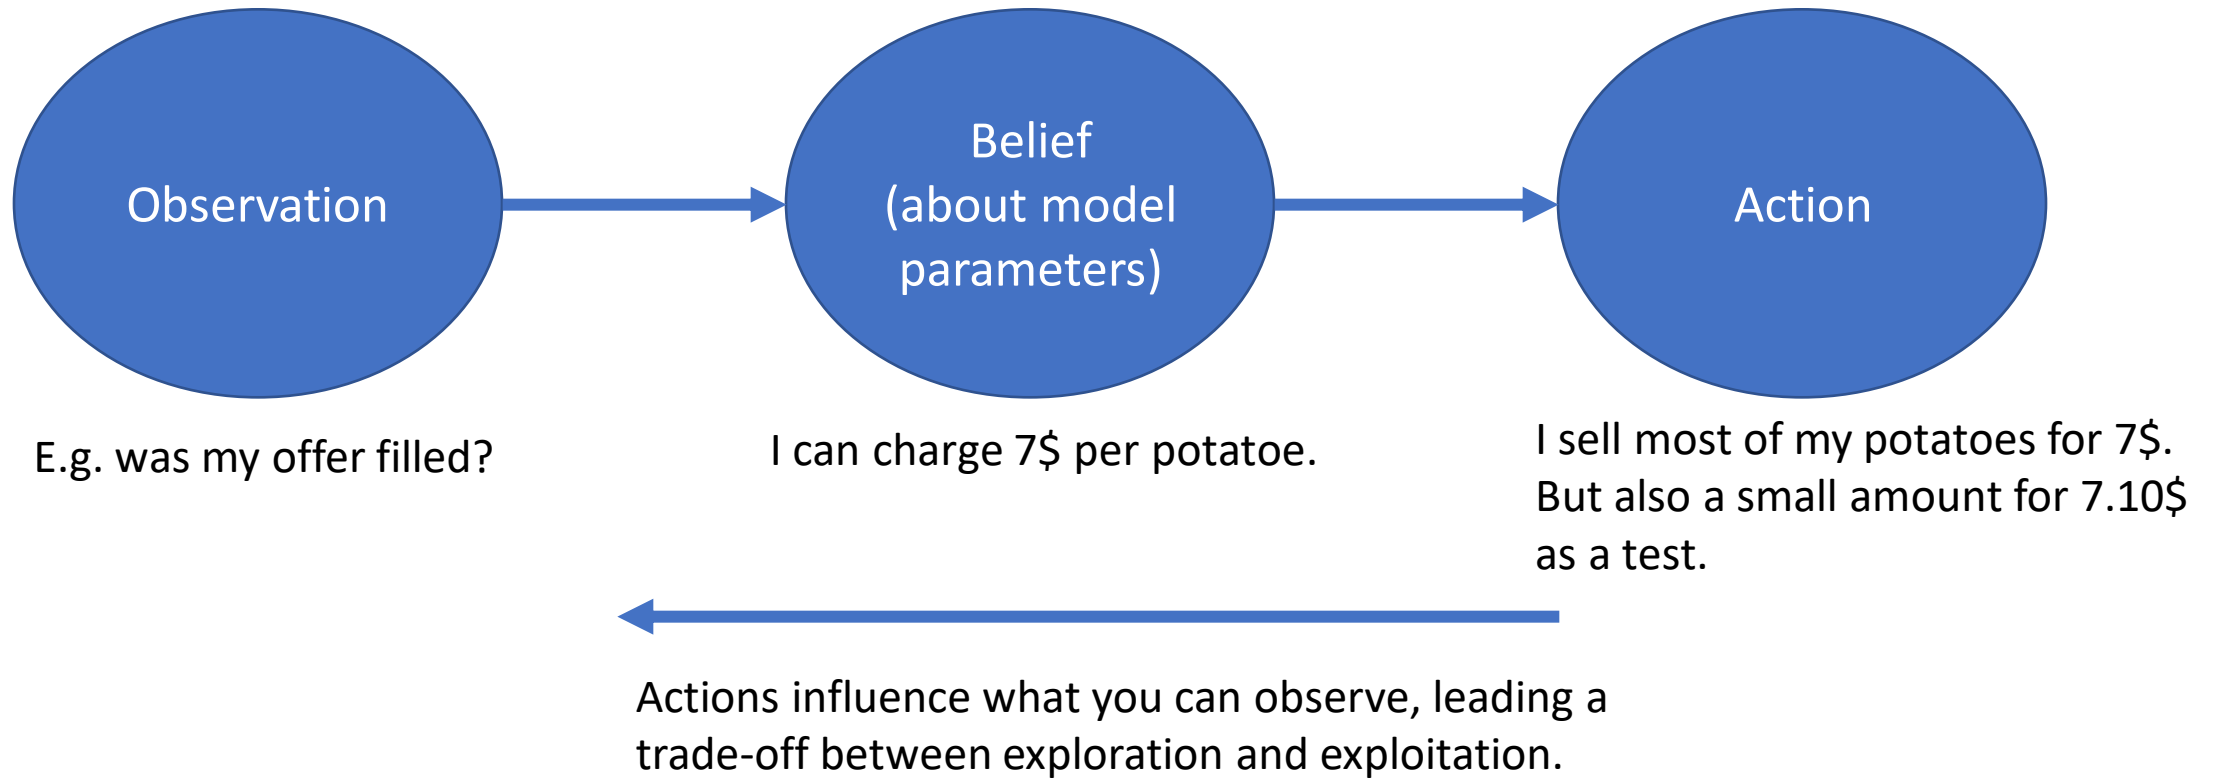 Observation
Belief
(about model
parameters)
Action
E.g. was my offer filled?
I can charge 7$ per potatoe.
I sell most of my potatoes for 7$.
But also a small amount for 7.10$
as a test.
Actions influence what you can observe, leading a
trade-off between exploration and exploitation.